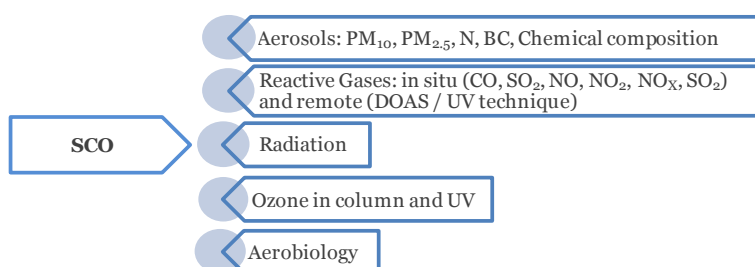 Aerosols: PM₁₀, PM₂.₅, N, BC, Chemical composition
Reactive Gases: in situ (CO, SO₂, NO, NO₂, NOₓ, SO₂)
and remote (DOAS / UV technique)
SCO
Radiation
Ozone in column and UV
Aerobiology